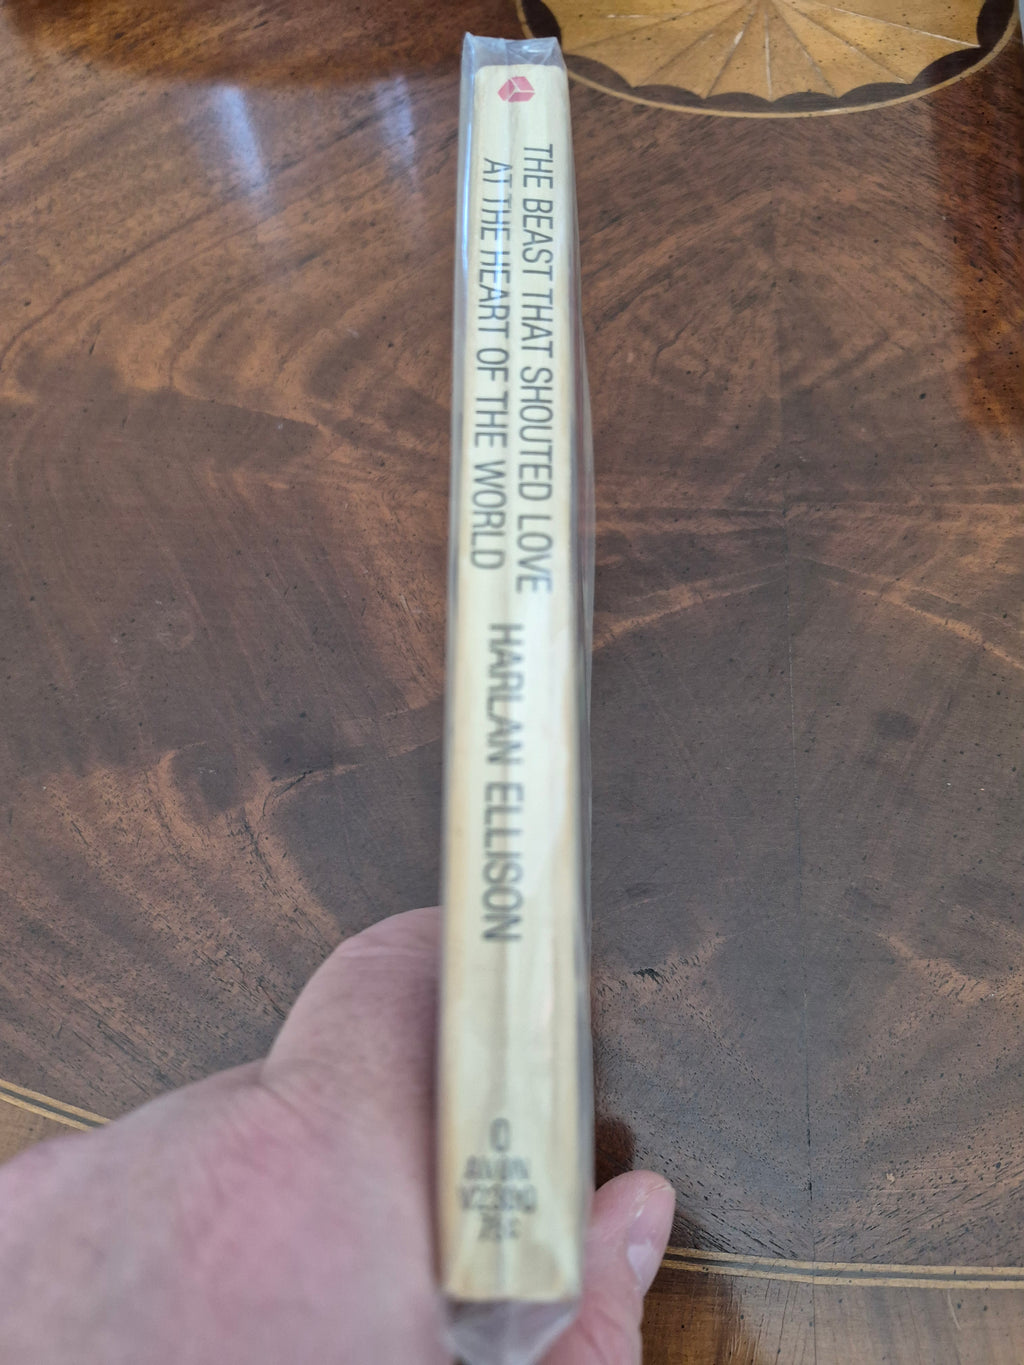 THE BEAST THAT SHOUTED LOVE
AT THE HEART OF THE WORLD
HARLAN ELLISON
AVON